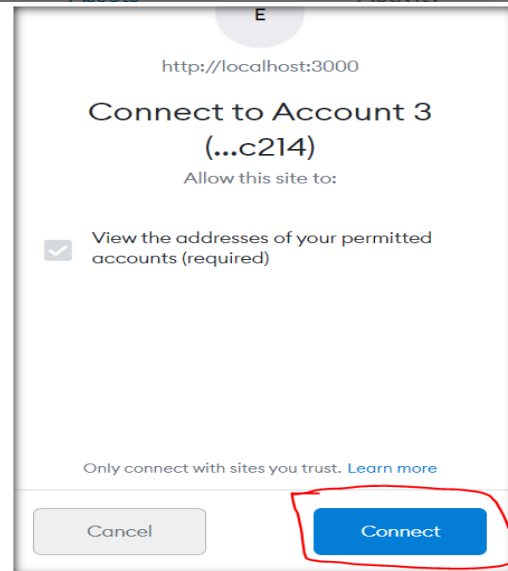 E
http://localhost:3000
Connect to Account 3
(...c214)
Allow this site to:
View the addresses of your permitted
accounts (required)
Only connect with sites you trust. Learn more
Cancel
Connect